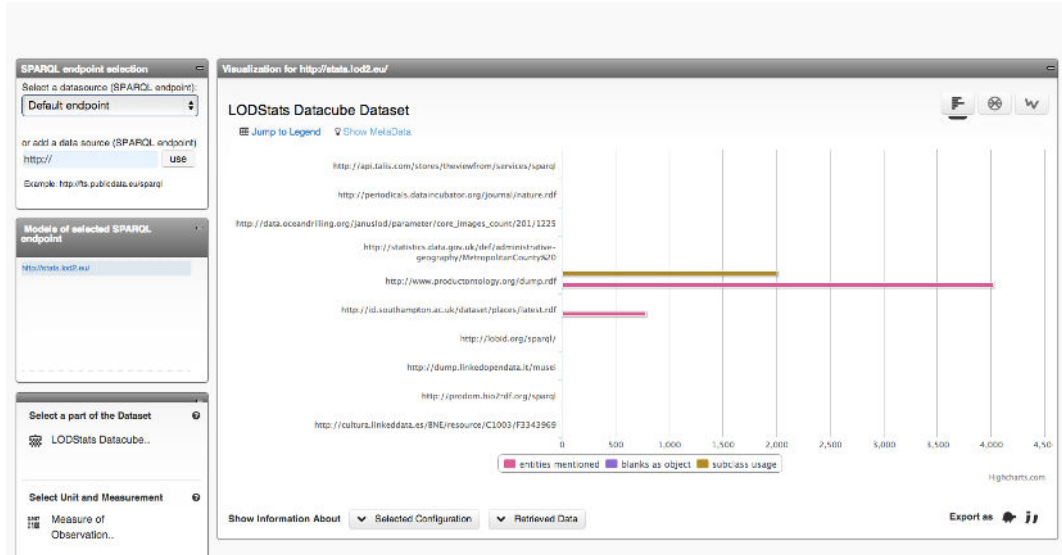 SPARQL endpoint selection
Select a datasource (SPARQL endpoint):
Default endpoint
or add a data source (SPARQL endpoint)
http://
use
Example: http://fts.publicdata.eu/sparql
Models of selected SPARQL
endpoint
http://stats.lod2.eu/
Select a part of the Dataset
LODStats Datacube..
Select Unit and Measurement
Measure of
Observation..
Visualization for http://stats.lod2.eu/
LODStats Datacube Dataset
Jump to Legend Show MetaData
http://api.talis.com/stores/theviewfrom/services/sparql
http://periodicals.dataincubator.org/journal/nature.rdf
http://data.oceandrilling.org/januslod/parameter/core_images_count/201/1225
http://statistics.data.gov.uk/def/administrative-
geography/MetropolitanCounty%20
http://www.productontology.org/dump.rdf
http://id.southampton.ac.uk/dataset/places/latest.rdf
http://lobid.org/sparql/
http://dump.linkedopendata.it/musei
http://prodom.bio2rdf.org/sparql
http://cultura.linkeddata.es/BNE/resource/C1003/F3343969
0 500 1,000 1,500 2,000 2,500 3,000 3,500 4,000 4,50
entities mentioned blanks as object subclass usage
Highcharts.com
Show Information About Selected Configuration Retrieved Data
Export as